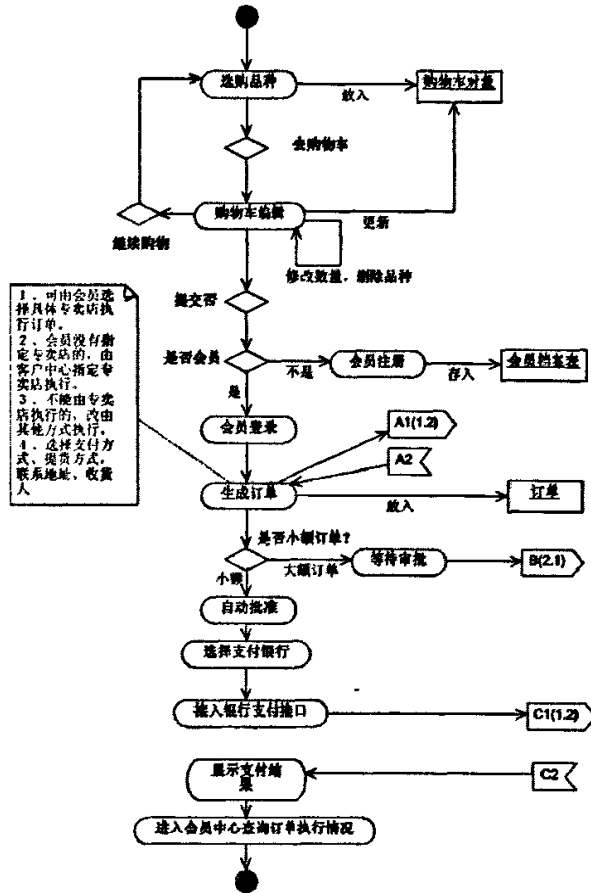 选购品种
放入
购物车对象
去购物车
购物车编辑
更新
继续购物
修改数量，删除品种
1、可由会员选
择具体专卖店执
行订单。
2、会员没有指
定专卖店的，由
客户中心指定专
卖店执行。
3、不能由专卖
店执行的，改由
其他方式执行。
4、选择支付方
式、提货方式，
联系地址，收货
人
提交否
是否会员
不是
会员注册
存入
会员档案表
是
会员登录
A1(1.2)
A2
生成订单
放入
订单
是否小额订单？
小额
大额订单
等待审批
B(2.1)
自动批准
选择支付银行
接入银行支付接口
C1(1.2)
显示支付结
果
C2
进入会员中心查询订单执行情况